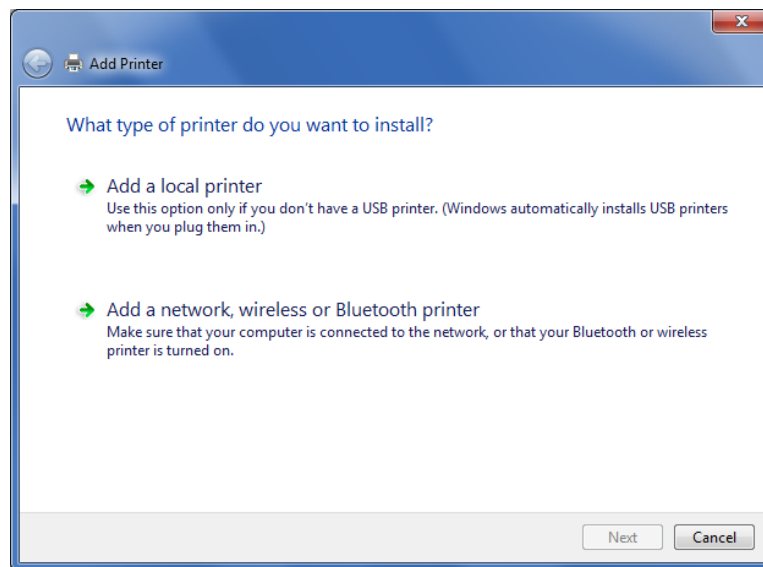 Add Printer
What type of printer do you want to install?
Add a local printer
Use this option only if you don't have a USB printer. (Windows automatically installs USB printers
when you plug them in.)
Add a network, wireless or Bluetooth printer
Make sure that your computer is connected to the network, or that your Bluetooth or wireless
printer is turned on.
Next Cancel